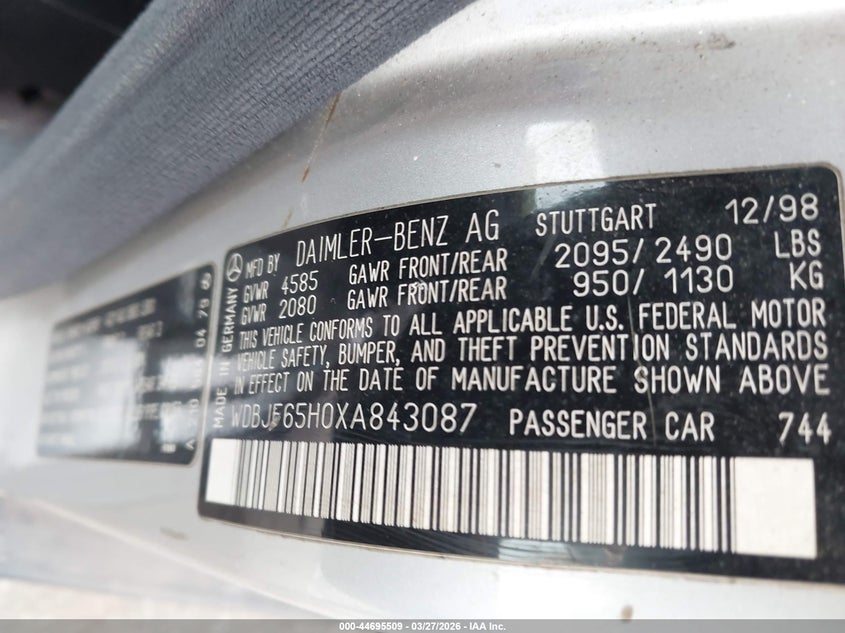 MFD BY DAIMLER-BENZ AG STUTTGART 12/98
GVWR 4585 GAWR FRONT/REAR 2095/2490 LBS
GVWR 2080 GAWR FRONT/REAR 950/1130 KG
THIS VEHICLE CONFORMS TO ALL APPLICABLE U.S. FEDERAL MOTOR
VEHICLE SAFETY, BUMPER, AND THEFT PREVENTION STANDARDS
IN EFFECT ON THE DATE OF MANUFACTURE SHOWN ABOVE
WDBJF65H0XA843087 PASSENGER CAR 744
MADE IN GERMANY
000-44695509 | 03/27/2026 - IAA Inc.